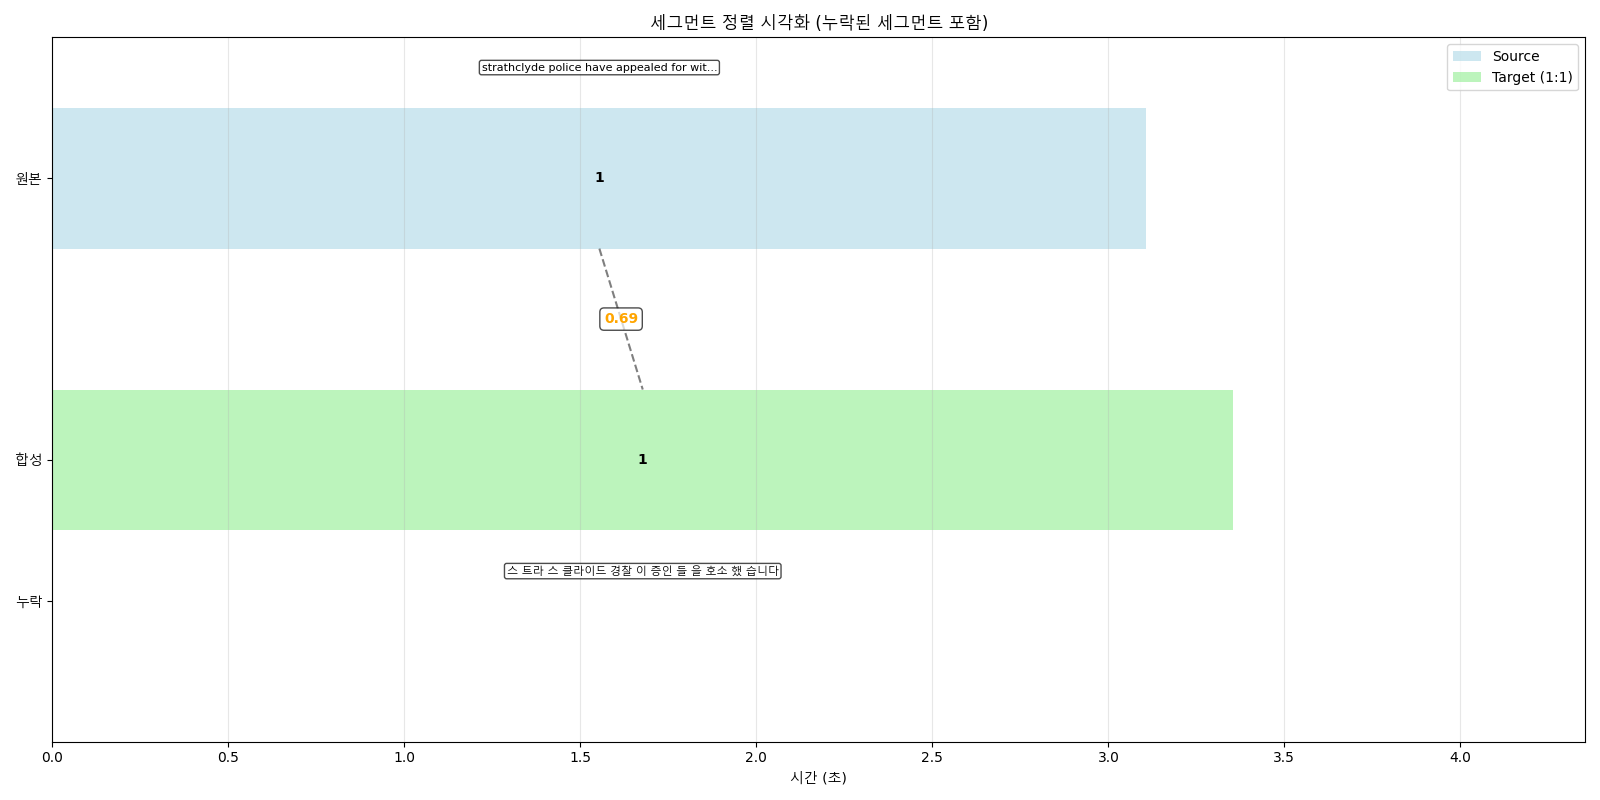 세그먼트 정렬 시각화 (누락된 세그먼트 포함)
Source
Target (1:1)
strathclyde police have appealed for wit...
원본
1
0.69
합성
1
스 트라 스 클라이드 경찰 이 증인 들 을 호소 했 습니다
누락
0.0 0.5 1.0 1.5 2.0 2.5 3.0 3.5 4.0
시간 (초)